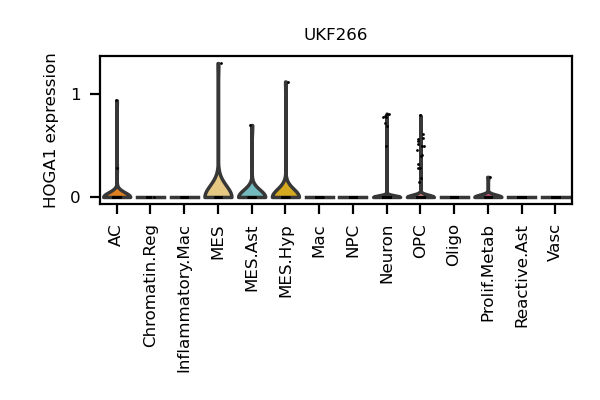 UKF266
HOGA1 expression
1
0
AC
Chromatin.Reg
Inflammatory.Mac
MES
MES.Ast
MES.Hyp
Mac
NPC
Neuron
OPC
Oligo
Prolif.Metab
Reactive.Ast
Vasc